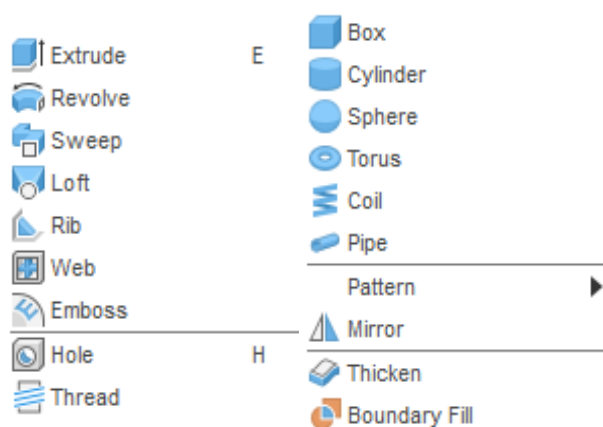 Extrude E
Revolve
Sweep
Loft
Rib
Web
Emboss
Hole H
Thread
Box
Cylinder
Sphere
Torus
Coil
Pipe
Pattern
Mirror
Thicken
Boundary Fill